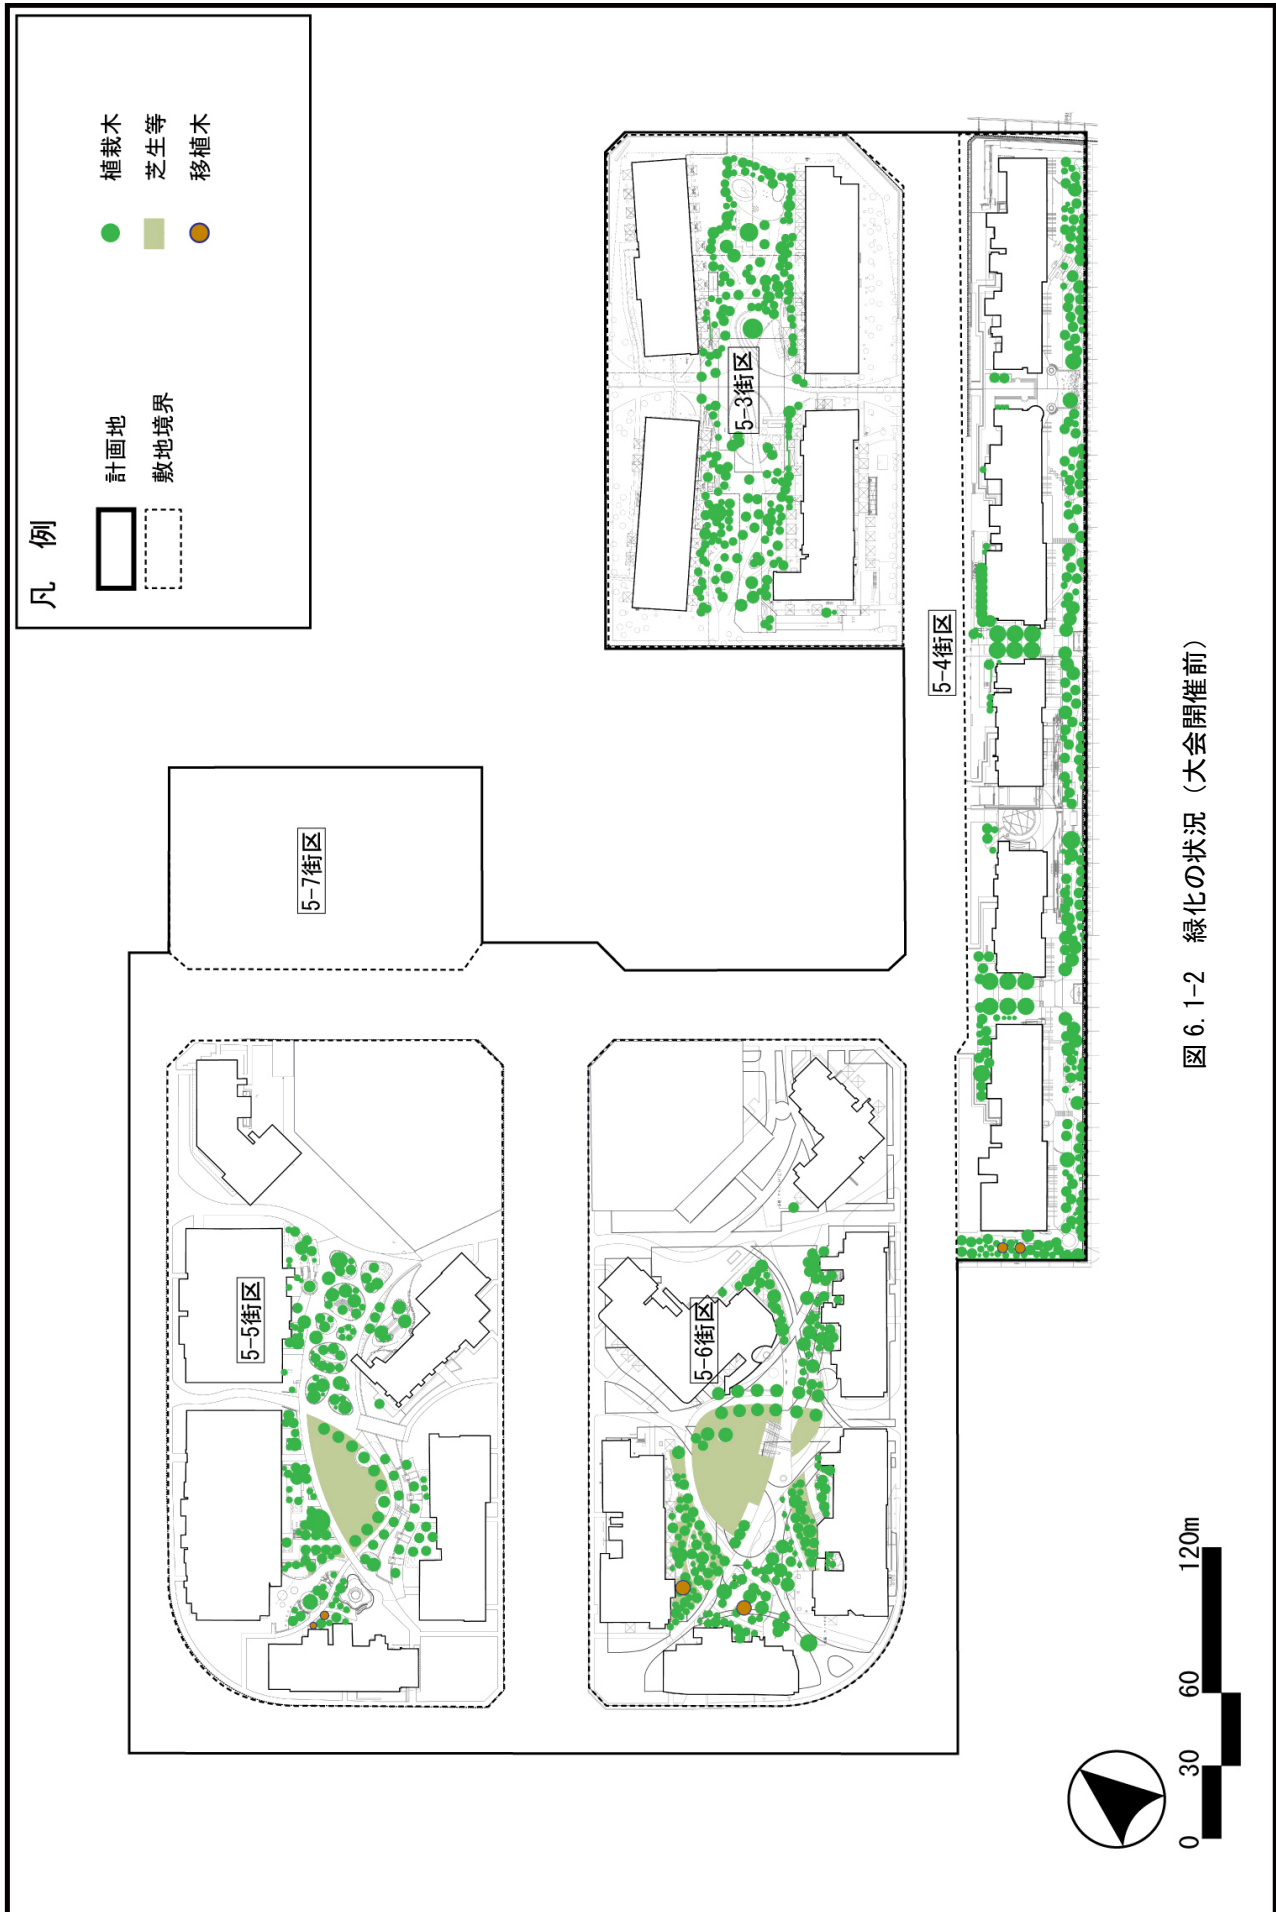 凡　例
計画地
敷地境界
植栽木
芝生等
移植木
5-3街区
5-4街区
5-7街区
5-5街区
5-6街区
0　30　60　120m
図 6.1-2　緑化の状況（大会開催前）